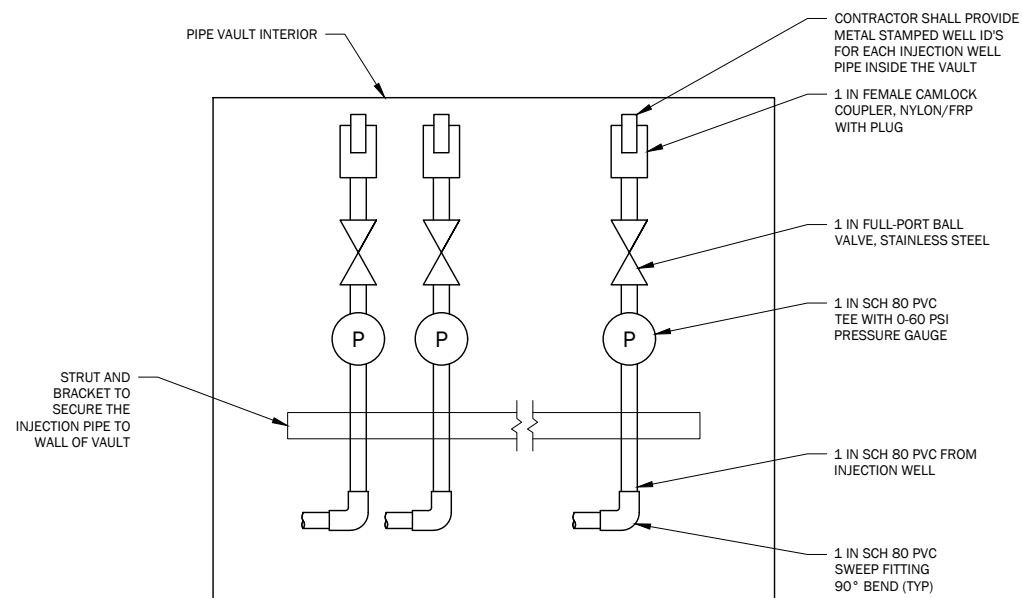 PIPE VAULT INTERIOR
CONTRACTOR SHALL PROVIDE
METAL STAMPED WELL ID'S
FOR EACH INJECTION WELL
PIPE INSIDE THE VAULT
1 IN FEMALE CAMLOCK
COUPLER, NYLON/FRP
WITH PLUG
1 IN FULL-PORT BALL
VALVE, STAINLESS STEEL
1 IN SCH 80 PVC
TEE WITH 0-60 PSI
PRESSURE GAUGE
P
P
P
STRUT AND
BRACKET TO
SECURE THE
INJECTION PIPE TO
WALL OF VAULT
1 IN SCH 80 PVC FROM
INJECTION WELL
1 IN SCH 80 PVC
SWEEP FITTING
90° BEND (TYP)